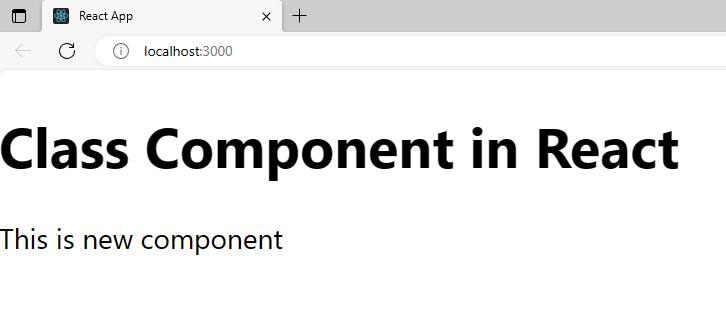 React App
localhost:3000
Class Component in React
This is new component